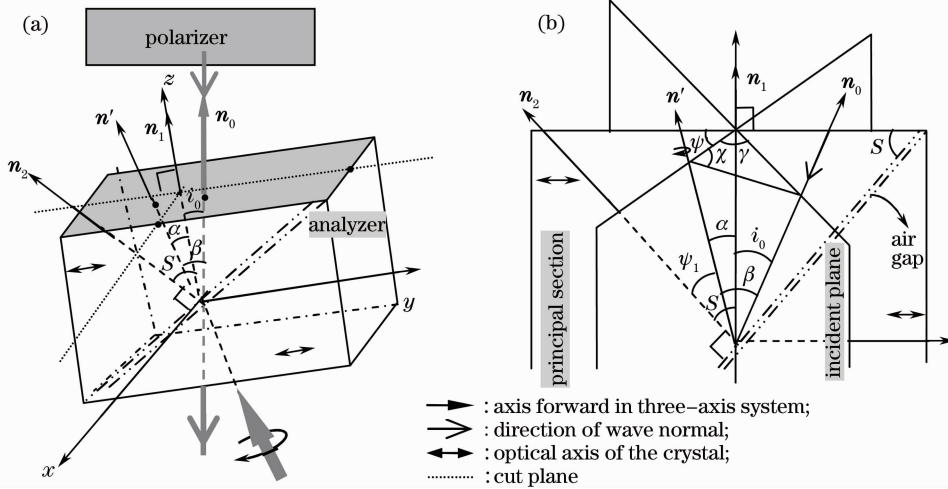 (a)
polarizer
z
n′
n₁
n₀
n₂
i₀
α
β
S
analyzer
y
x
(b)
n₂
n′
n₁
n₀
ψ
χ
γ
S
α
i₀
ψ₁
β
S
air
gap
principal section
incident plane
: axis forward in three-axis system;
: direction of wave normal;
: optical axis of the crystal;
: cut plane